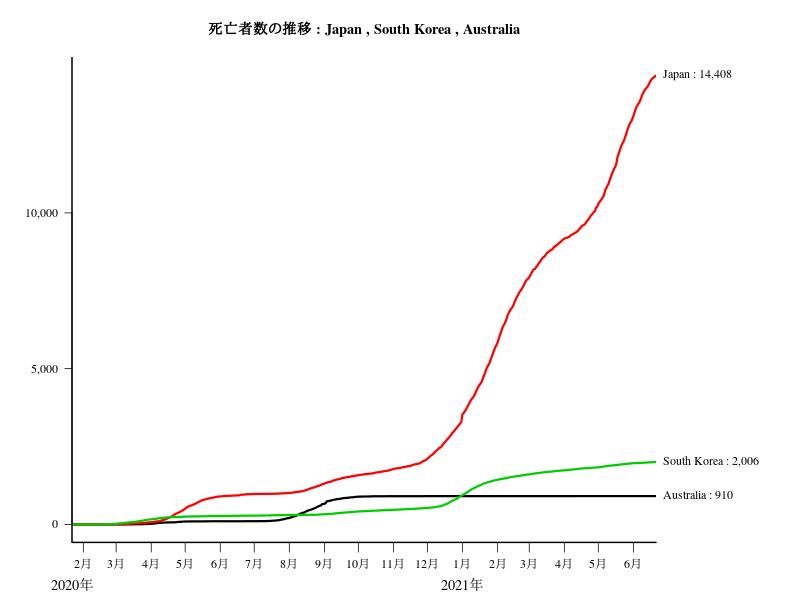 死亡者数の推移 : Japan , South Korea , Australia
Japan : 14,408
10,000
5,000
South Korea : 2,006
Australia : 910
0
2月 3月 4月 5月 6月 7月 8月 9月 10月 11月 12月 1月 2月 3月 4月 5月 6月
2020年 2021年